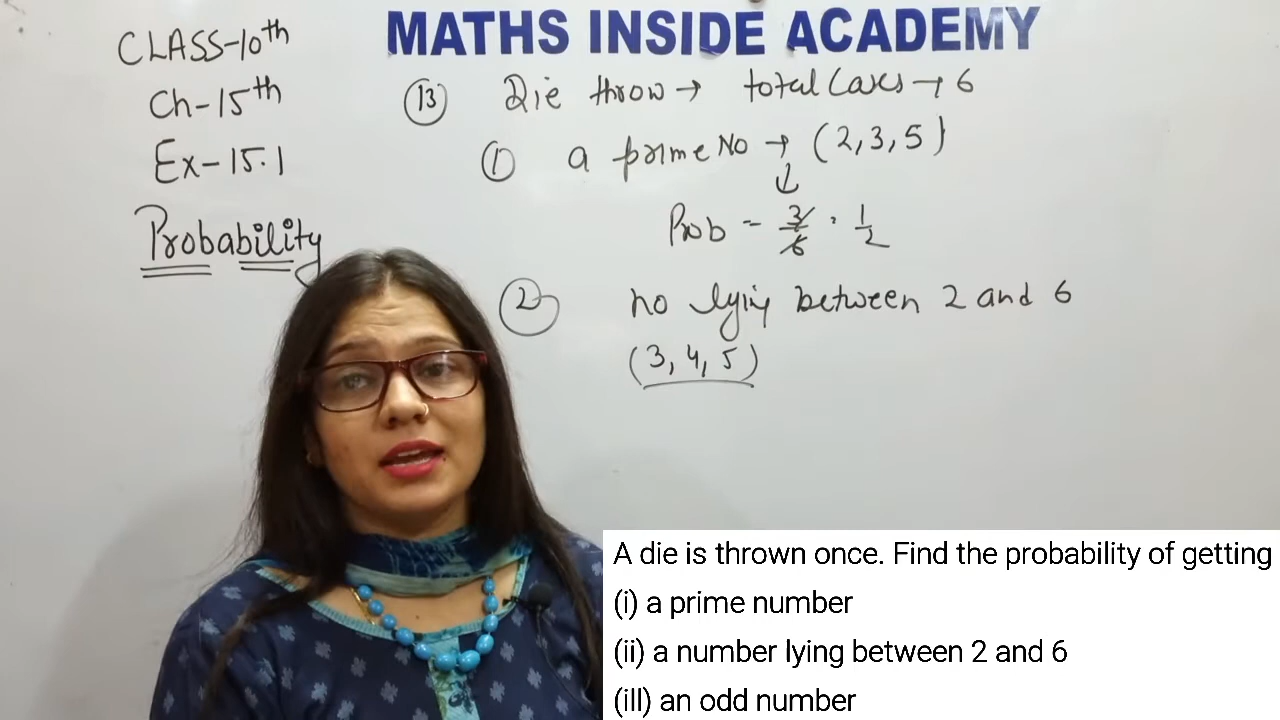 MATHS INSIDE ACADEMY
CLASS-10th
Ch-15th
Ex-15.1
Probability
13 Die throw → total Cases → 6
1 a prime No → (2,3,5)
↓
Prob = 3/6 = 1/2
2 no lying between 2 and 6
(3, 4, 5)
A die is thrown once. Find the probability of getting
(i) a prime number
(ii) a number lying between 2 and 6
(ill) an odd number